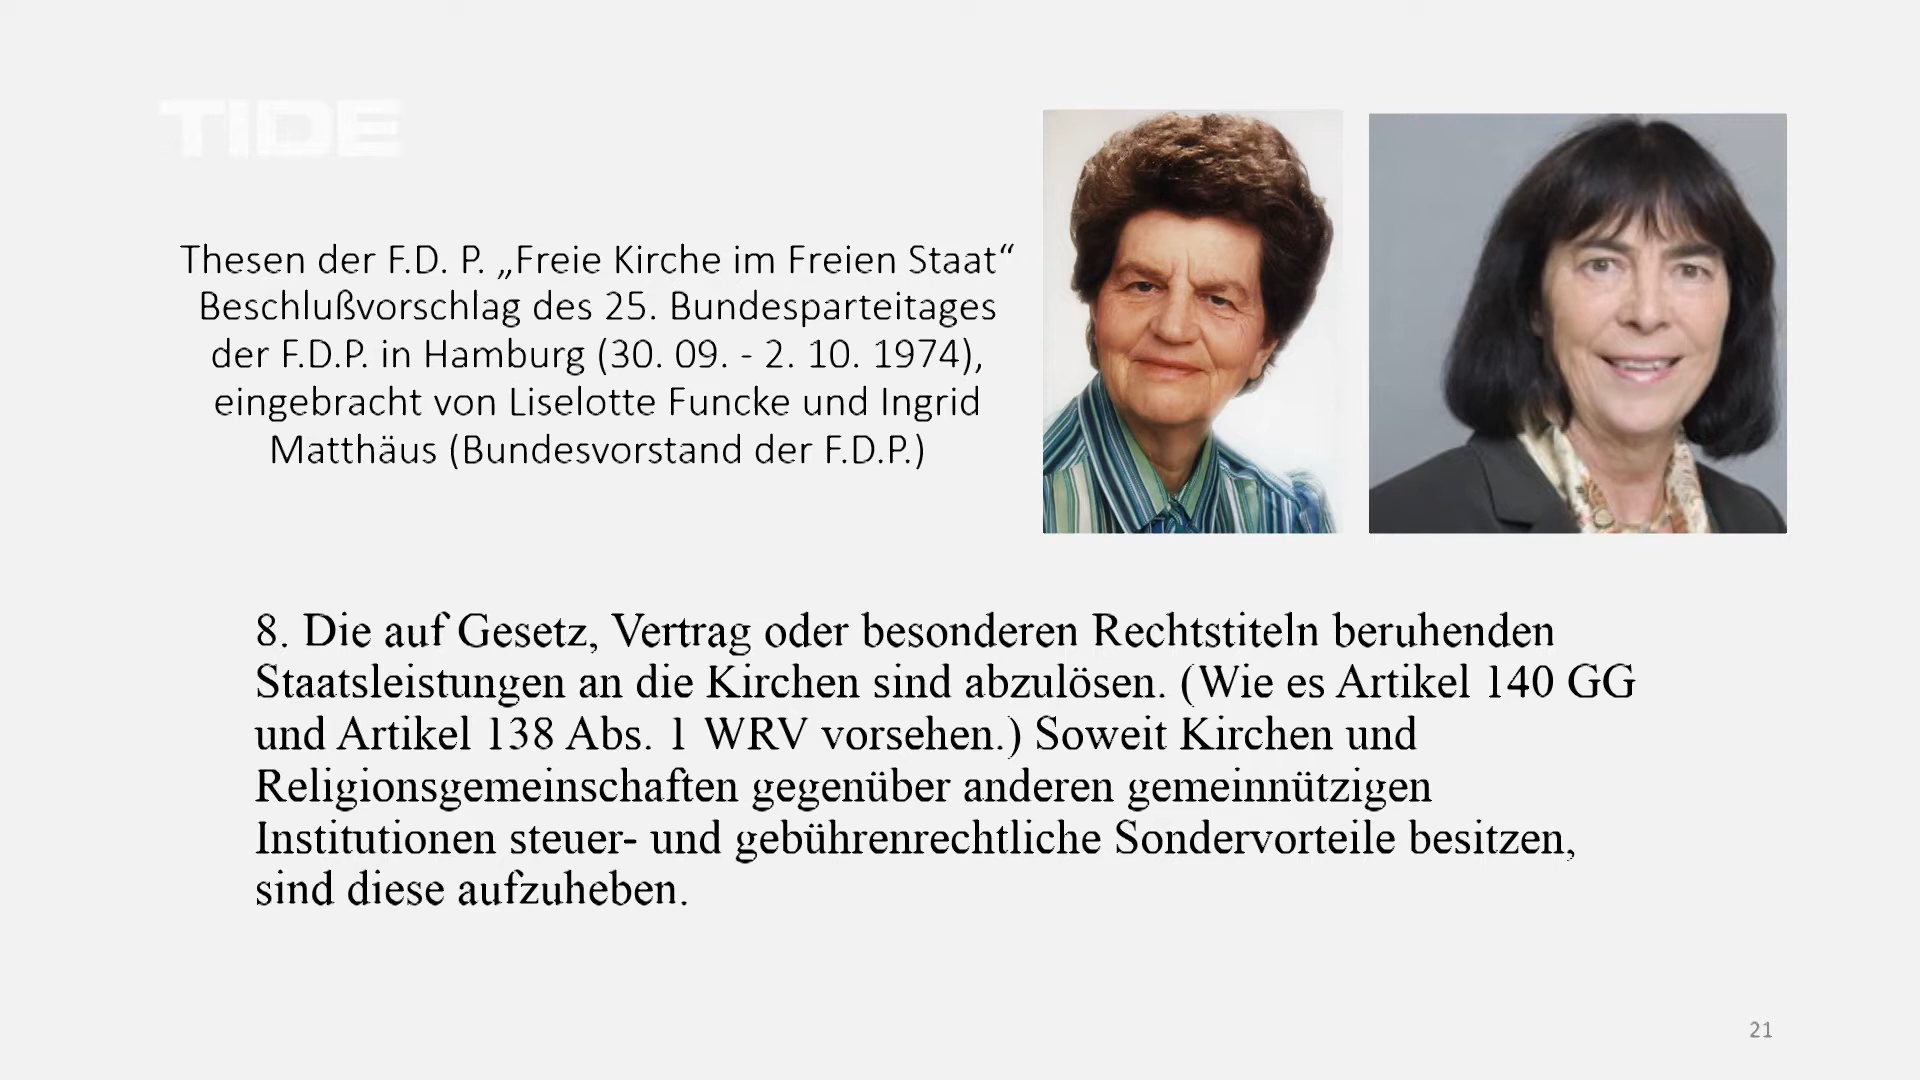 TIDE
Thesen der F.D. P. „Freie Kirche im Freien Staat“
Beschlußvorschlag des 25. Bundesparteitages
der F.D.P. in Hamburg (30. 09. - 2. 10. 1974),
eingebracht von Liselotte Funcke und Ingrid
Matthäus (Bundesvorstand der F.D.P.)
8. Die auf Gesetz, Vertrag oder besonderen Rechtstiteln beruhenden
Staatsleistungen an die Kirchen sind abzulösen. (Wie es Artikel 140 GG
und Artikel 138 Abs. 1 WRV vorsehen.) Soweit Kirchen und
Religionsgemeinschaften gegenüber anderen gemeinnützigen
Institutionen steuer- und gebührenrechtliche Sondervorteile besitzen,
sind diese aufzuheben.
21